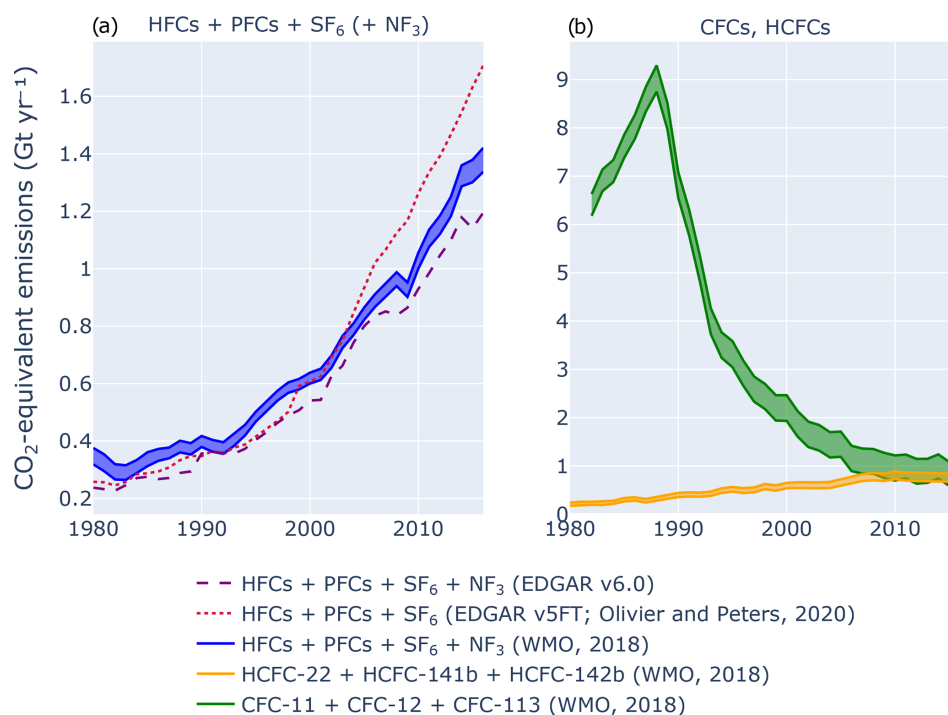 (a) HFCs + PFCs + SF₆ (+ NF₃)
(b) CFCs, HCFCs
CO₂-equivalent emissions (Gt yr⁻¹)
1.6
1.4
1.2
1
0.8
0.6
0.4
0.2
1980 1990 2000 2010
9
8
7
6
5
4
3
2
1
0
1980 1990 2000 2010
HFCs + PFCs + SF₆ + NF₃ (EDGAR v6.0)
HFCs + PFCs + SF₆ (EDGAR v5FT; Olivier and Peters, 2020)
HFCs + PFCs + SF₆ + NF₃ (WMO, 2018)
HCFC-22 + HCFC-141b + HCFC-142b (WMO, 2018)
CFC-11 + CFC-12 + CFC-113 (WMO, 2018)